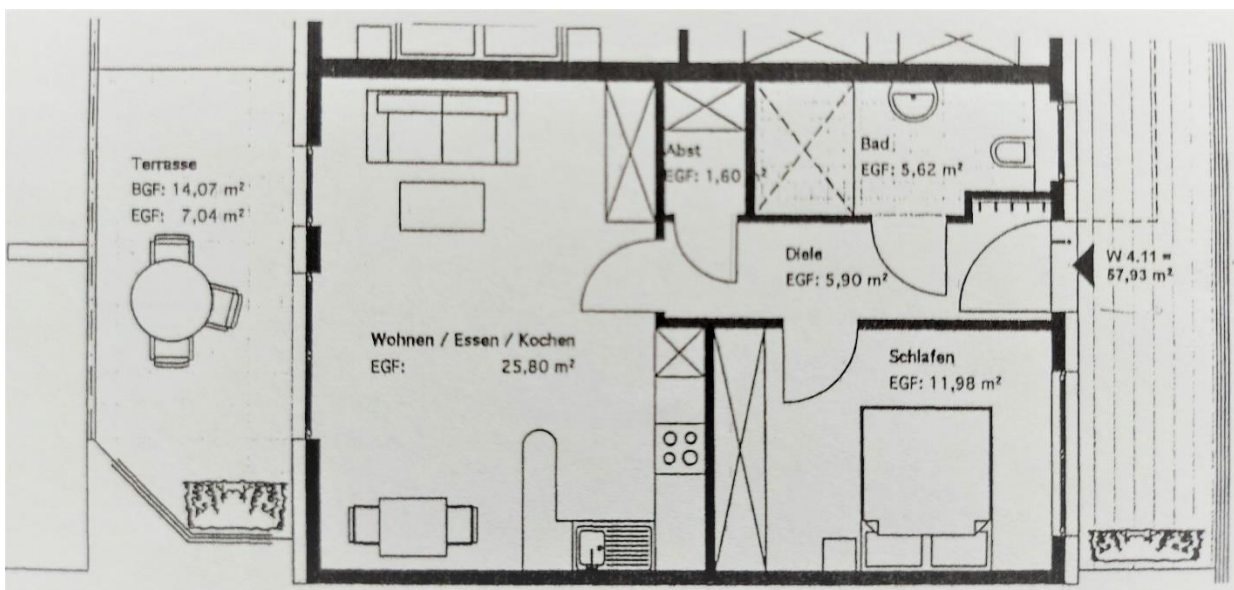 Terrasse
BGF: 14,07 m²
EGF: 7,04 m²
Wohnen / Essen / Kochen
EGF: 25,80 m²
Abst
EGF: 1,60 m²
Bad
EGF: 5,62 m²
Diele
EGF: 5,90 m²
Schlafen
EGF: 11,98 m²
W 4.11 =
57,93 m²